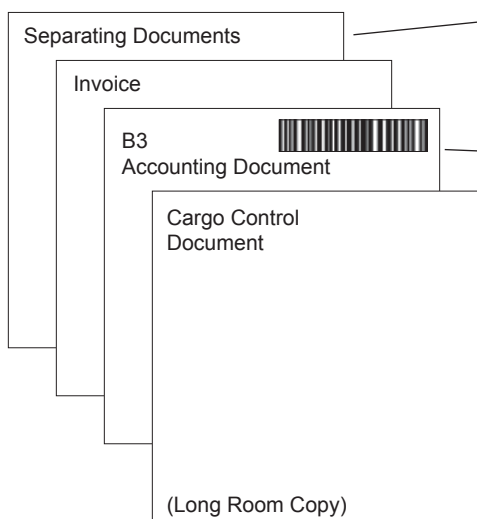 Separating Documents
Invoice
B3
Accounting Document
Cargo Control
Document
(Long Room Copy)